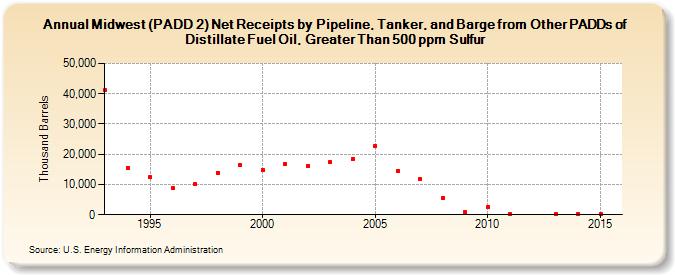 Annual Midwest (PADD 2) Net Receipts by Pipeline, Tanker, and Barge from Other PADDs of
Distillate Fuel Oil, Greater Than 500 ppm Sulfur
Thousand Barrels
50,000
40,000
30,000
20,000
10,000
0
1995
2000
2005
2010
2015
Source: U.S. Energy Information Administration